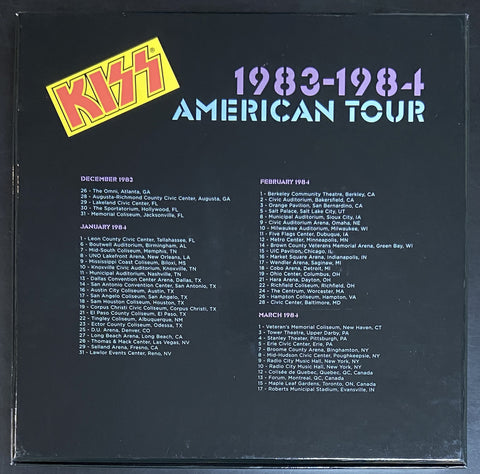 KISS®
1983-1984
AMERICAN TOUR
DECEMBER 1983
26 - The Omni, Atlanta, GA
28 - Augusta-Richmond County Civic Center, Augusta, GA
29 - Lakeland Civic Center, FL
30 - The Sportatorium, Hollywood, FL
31 - Memorial Coliseum, Jacksonville, FL
JANUARY 1984
1 - Leon County Civic Center, Tallahassee, FL
6 - Boutwell Auditorium, Birmingham, AL
7 - Mid-South Coliseum, Memphis, TN
8 - UNO Lakefront Arena, New Orleans, LA
9 - Mississippi Coast Coliseum, Biloxi, MS
10 - Knoxville Civic Auditorium, Knoxville, TN
11 - Municipal Auditorium, Nashville, TN
13 - Dallas Convention Center Arena, Dallas, TX
14 - San Antonio Convention Center, San Antonio, TX
16 - Austin City Coliseum, Austin, TX
17 - San Angelo Coliseum, San Angelo, TX
18 - Sam Houston Coliseum, Houston, TX
19 - Corpus Christi Civic Coliseum, Corpus Christi, TX
21 - El Paso County Coliseum, El Paso, TX
22 - Tingley Coliseum, Albuquerque, NM
23 - Ector County Coliseum, Odessa, TX
25 - D.U. Arena, Denver, CO
27 - Long Beach Arena, Long Beach, CA
28 - Thomas & Mack Center, Las Vegas, NV
29 - Selland Arena, Fresno, CA
31 - Lawlor Events Center, Reno, NV
FEBRUARY 1984
1 - Berkeley Community Theatre, Berkley, CA
2 - Civic Auditorium, Bakersfield, CA
3 - Orange Pavilion, San Bernardino, CA
5 - Salt Palace, Salt Lake City, UT
8 - Municipal Auditorium, Sioux City, IA
9 - Civic Auditorium Arena, Omaha, NE
10 - Milwaukee Auditorium, Milwaukee, WI
11 - Five Flags Center, Dubuque, IA
12 - Metro Center, Minneapolis, MN
14 - Brown County Veterans Memorial Arena, Green Bay, WI
15 - UIC Pavilion, Chicago, IL
16 - Market Square Arena, Indianapolis, IN
17 - Wendler Arena, Saginaw, MI
18 - Cobo Arena, Detroit, MI
19 - Ohio Center, Columbus, OH
21 - Hara Arena, Dayton, OH
22 - Richfield Coliseum, Richfield, OH
24 - The Centrum, Worcester, MA
26 - Hampton Coliseum, Hampton, VA
28 - Civic Center, Baltimore, MD
MARCH 1984
1 - Veteran's Memorial Coliseum, New Haven, CT
3 - Tower Theatre, Upper Darby, PA
4 - Stanley Theater, Pittsburgh, PA
5 - Erie Civic Center, Erie, PA
7 - Broome County Arena, Binghamton, NY
8 - Mid-Hudson Civic Center, Poughkeepsie, NY
9 - Radio City Music Hall, New York, NY
10 - Radio City Music Hall, New York, NY
12 - Colisée de Quebec, Quebec, QC, Canada
13 - Forum, Montreal, QC, Canada
15 - Maple Leaf Gardens, Toronto, ON, Canada
17 - Roberts Municipal Stadium, Evansville, IN